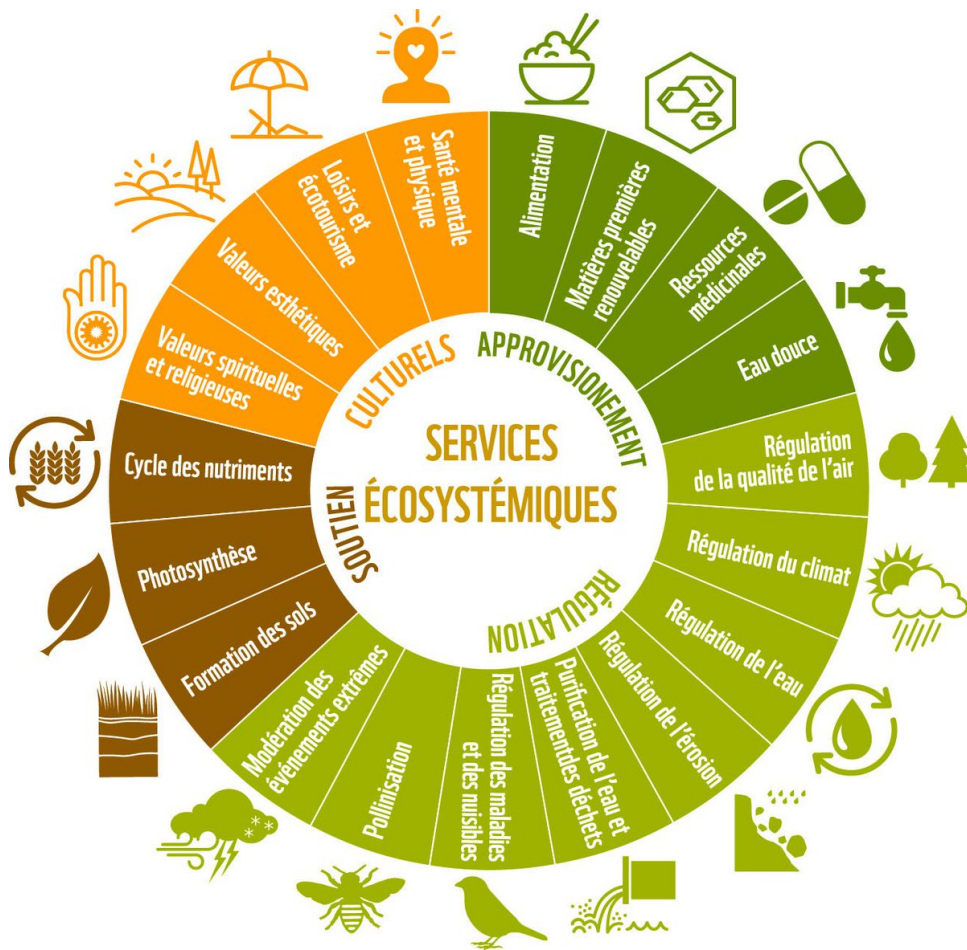 SERVICES
ÉCOSYSTÉMIQUES
APPROVISIONEMENT
Alimentation
Matières premières
renouvelables
Ressources
médicinales
Eau douce
RÉGULATION
Régulation
de la qualité de l'air
Régulation du climat
Régulation de l'eau
Régulation de l'érosion
Purification de l'eau et
traitementdes déchets
Régulation des maladies
et des nuisibles
Pollinisation
Modération des
événements extrêmes
SOUTIEN
Formation des sols
Photosynthèse
Cycle des nutriments
CULTURELS
Valeurs spirituelles
et religieuses
Valeurs esthétiques
Loisirs et
écotourisme
Santé mentale
et physique